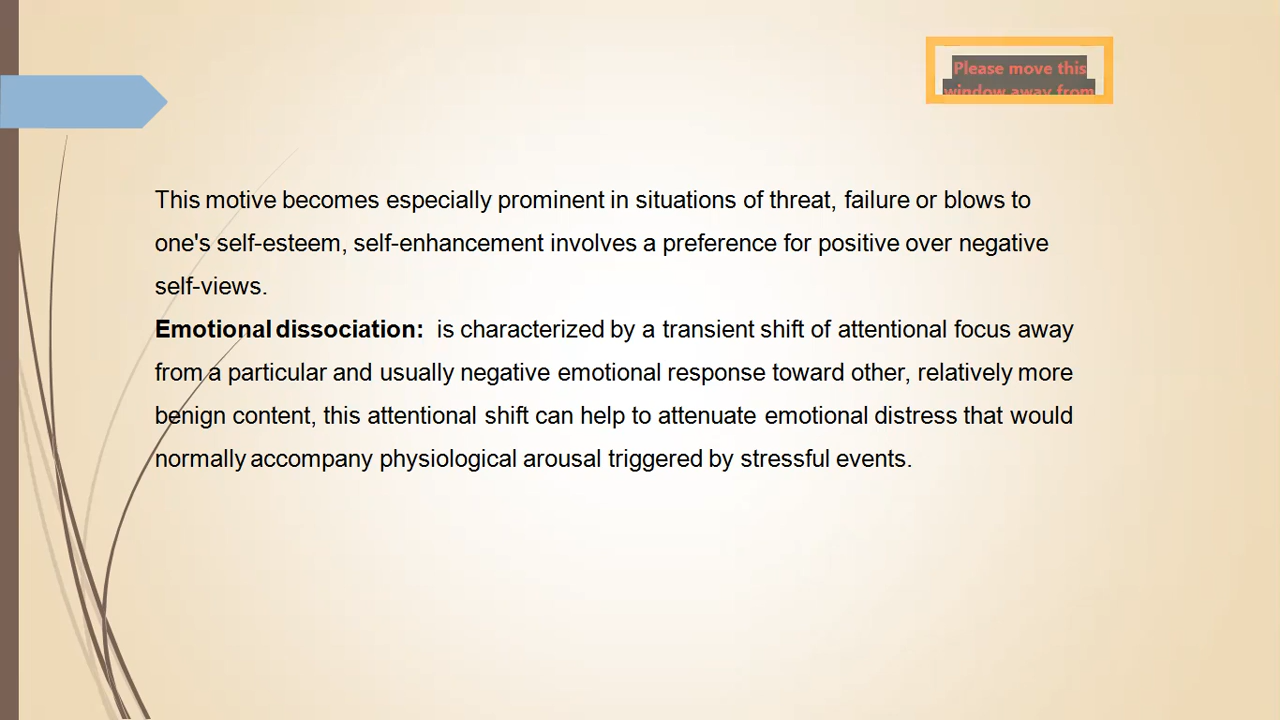 Please move this
window away from
This motive becomes especially prominent in situations of threat, failure or blows to
one's self-esteem, self-enhancement involves a preference for positive over negative
self-views.
Emotional dissociation: is characterized by a transient shift of attentional focus away
from a particular and usually negative emotional response toward other, relatively more
benign content, this attentional shift can help to attenuate emotional distress that would
normally accompany physiological arousal triggered by stressful events.